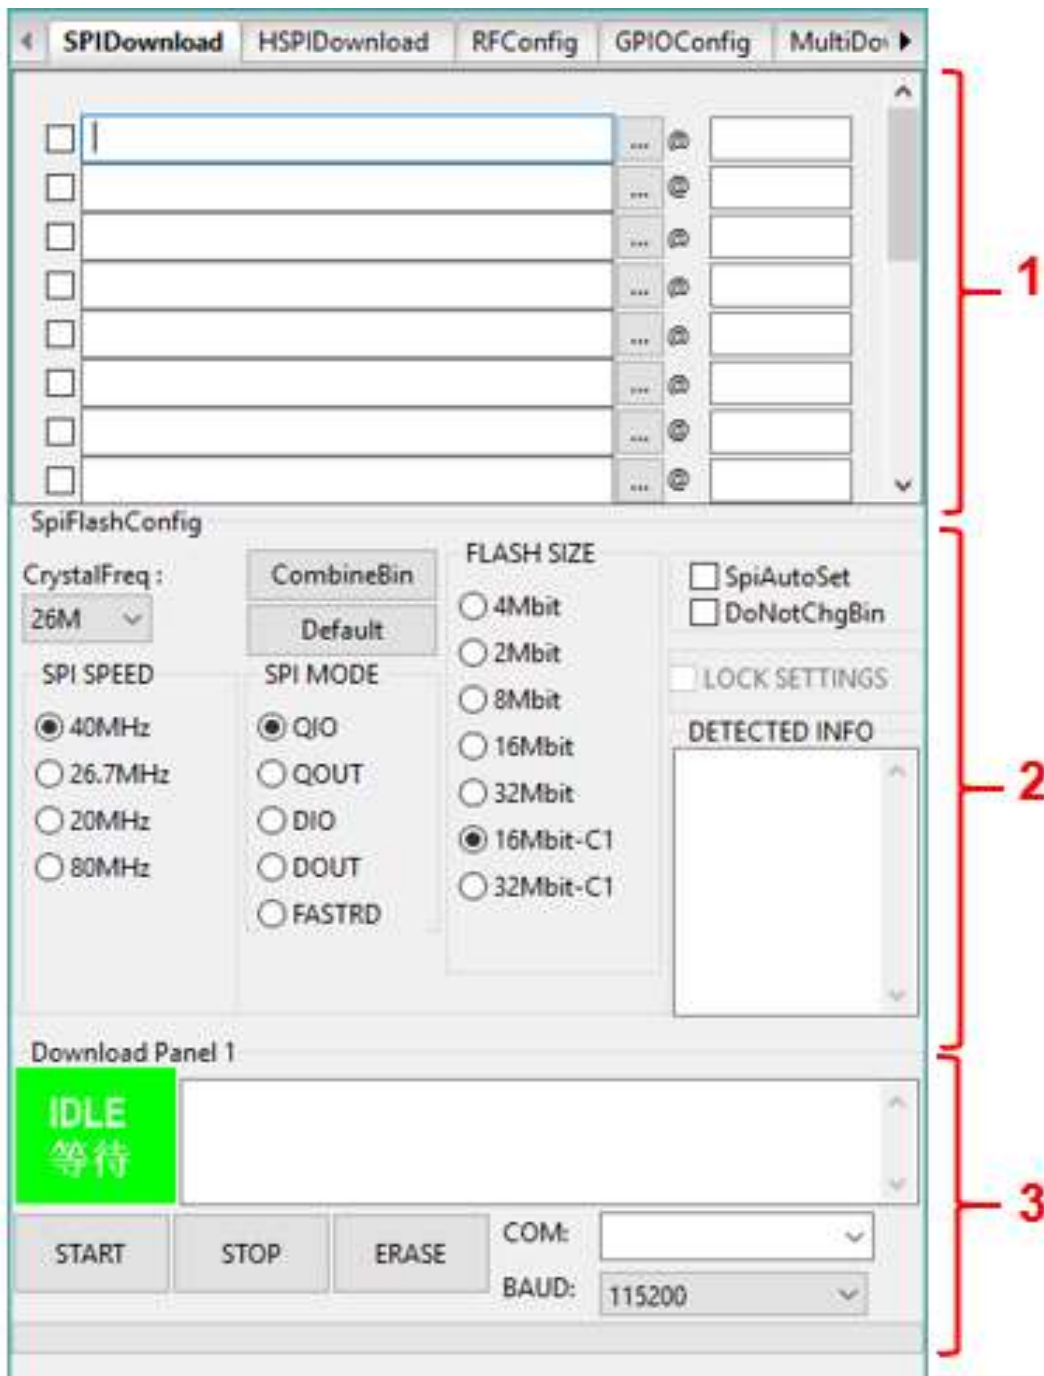 SPIDownload HSPIDownload RFConfig GPIOConfig MultiDo
... @
... @
... @
... @
... @
... @
... @
... @
1
SpiFlashConfig
CrystalFreq :
26M
CombineBin
Default
SPI SPEED
40MHz
26.7MHz
20MHz
80MHz
SPI MODE
QIO
QOUT
DIO
DOUT
FASTRD
FLASH SIZE
4Mbit
2Mbit
8Mbit
16Mbit
32Mbit
16Mbit-C1
32Mbit-C1
SpiAutoSet
DoNotChgBin
LOCK SETTINGS
DETECTED INFO
2
Download Panel 1
IDLE
等待
START STOP ERASE
COM:
BAUD: 115200
3